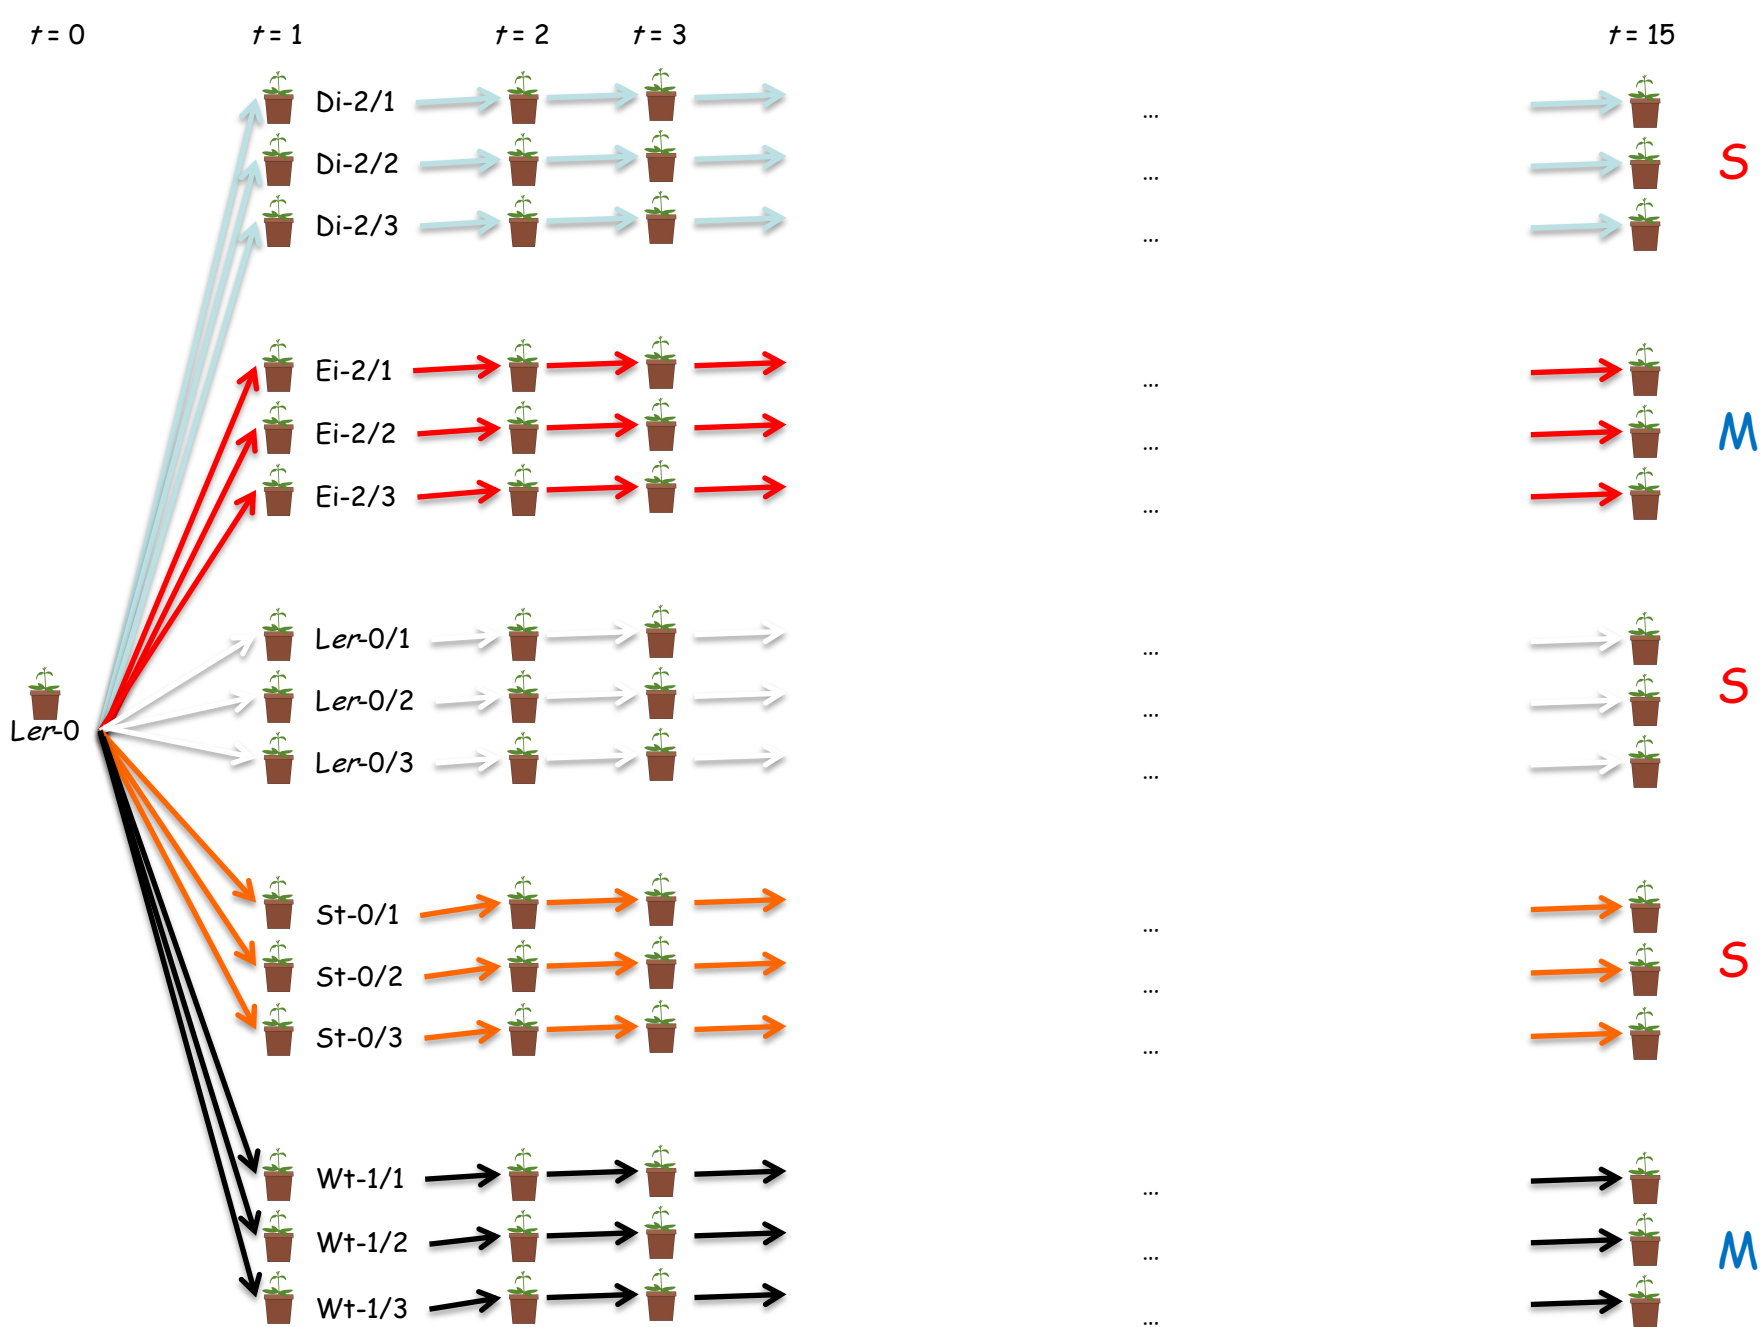 t = 0 t = 1 t = 2 t = 3 t = 15
Di-2/1 ...
Di-2/2 ...
S
Di-2/3 ...
Ei-2/1 ...
Ei-2/2 ...
M
Ei-2/3 ...
Ler-0/1 ...
Ler-0/2 ...
S
Ler-0
Ler-0/3 ...
St-0/1 ...
St-0/2 ...
S
St-0/3 ...
Wt-1/1 ...
Wt-1/2 ...
M
Wt-1/3 ...